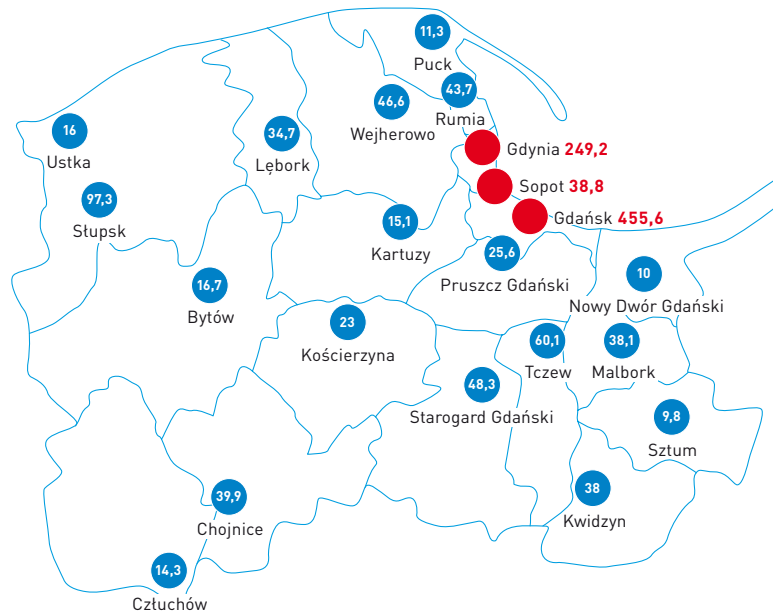 11,3
Puck
43,7
Rumia
46,6
Wejherowo
16
Ustka
34,7
Lębork
Gdynia 249,2
Sopot 38,8
Gdańsk 455,6
97,3
Słupsk
15,1
Kartuzy
25,6
Pruszcz Gdański
10
Nowy Dwór Gdański
16,7
Bytów
23
Kościerzyna
60,1
Tczew
38,1
Malbork
48,3
Starogard Gdański
9,8
Sztum
39,9
Chojnice
38
Kwidzyn
14,3
Człuchów